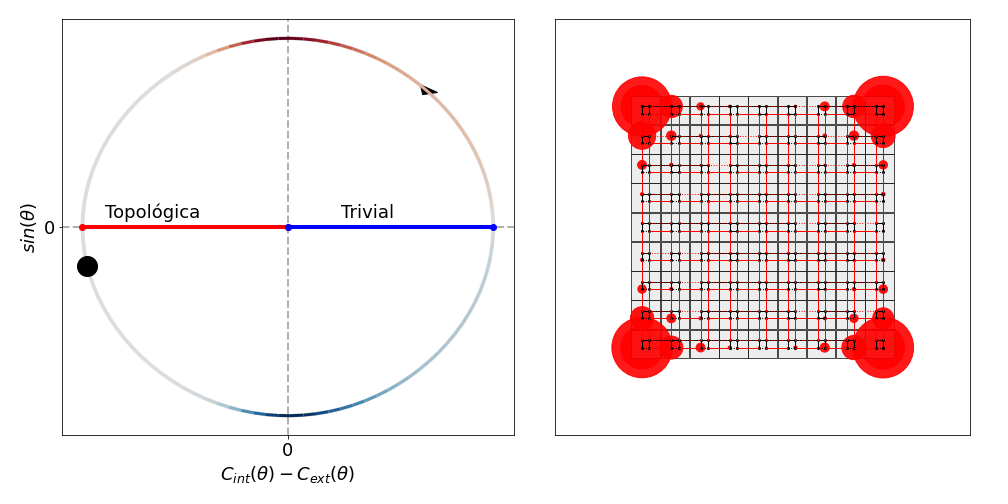 Topológica
Trivial
sin(θ)
0
0
C_int(θ) − C_ext(θ)